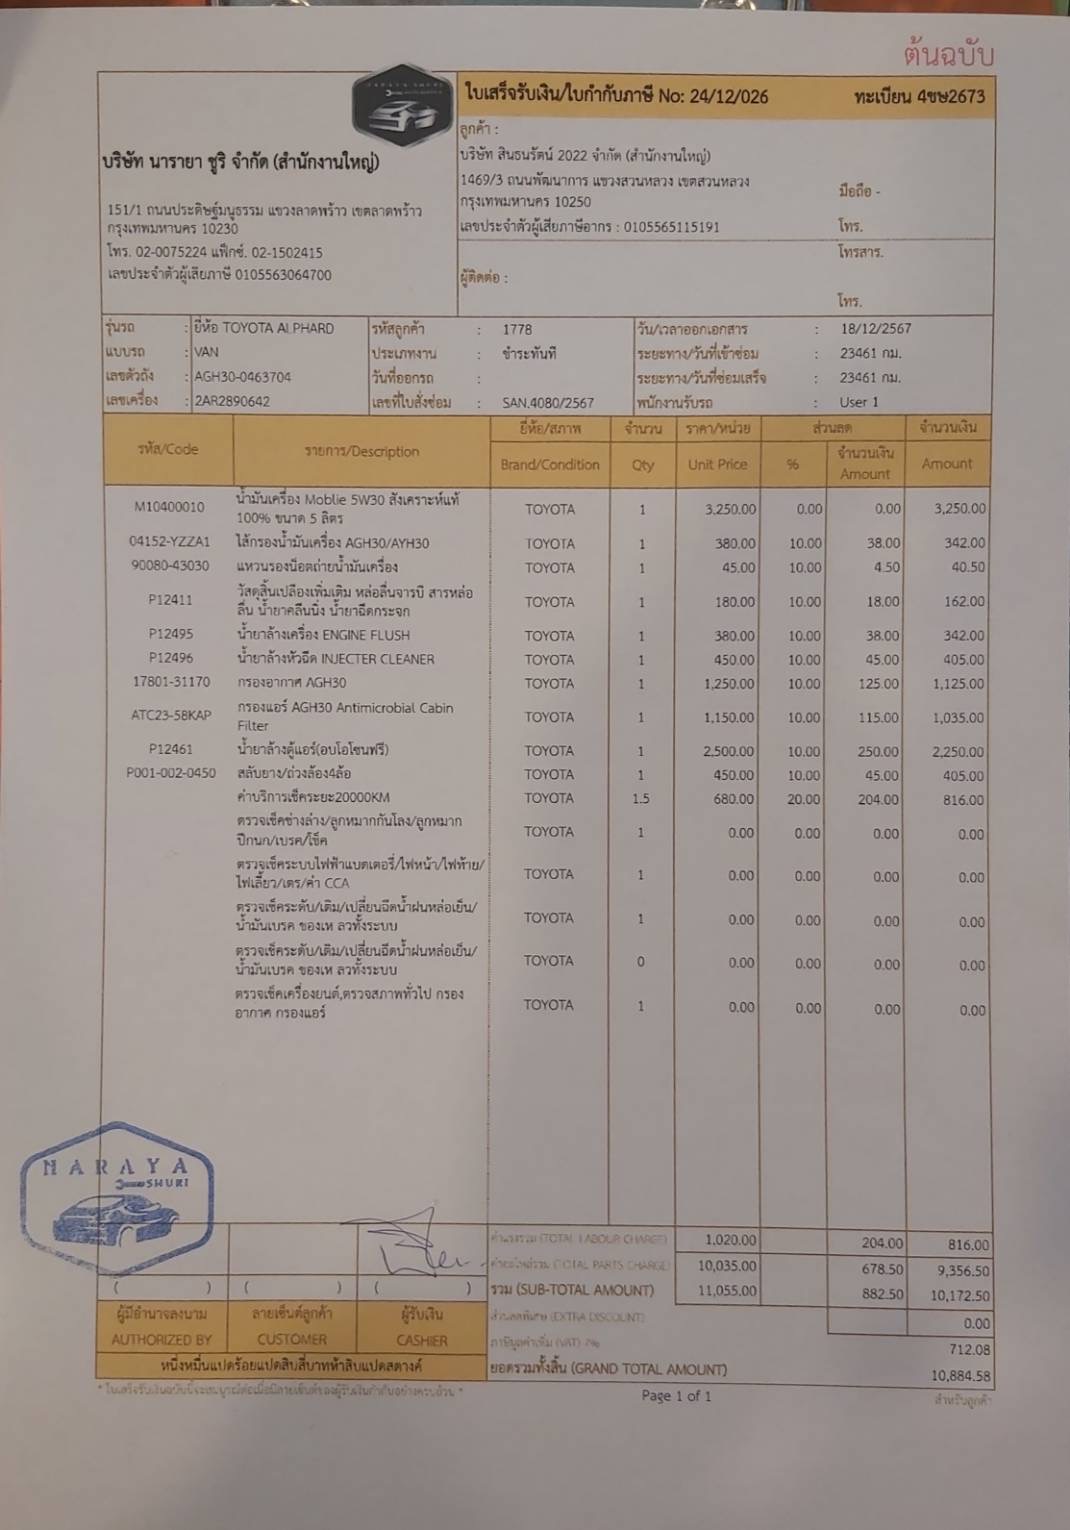 ต้นฉบับ
ใบเสร็จรับเงิน/ใบกำกับภาษี No: 24/12/026 ทะเบียน 4ขษ2673
บริษัท นารายา ชูริ จำกัด (สำนักงานใหญ่)
151/1 ถนนประดิษฐ์มนูธรรม แขวงลาดพร้าว เขตลาดพร้าว
กรุงเทพมหานคร 10230
โทร. 02-0075224 แฟ็กซ์. 02-1502415
เลขประจำตัวผู้เสียภาษี 0105563064700
ลูกค้า :
บริษัท สินธนรัตน์ 2022 จำกัด (สำนักงานใหญ่)
1469/3 ถนนพัฒนาการ แขวงสวนหลวง เขตสวนหลวง
กรุงเทพมหานคร 10250
เลขประจำตัวผู้เสียภาษีอากร : 0105565115191
มือถือ -
โทร.
โทรสาร.
ผู้ติดต่อ :
โทร.
รุ่นรถ : ยี่ห้อ TOYOTA ALPHARD รหัสลูกค้า : 1778 วัน/เวลาออกเอกสาร : 18/12/2567
แบบรถ : VAN ประเภทงาน : ชำระทันที ระยะทาง/วันที่เข้าซ่อม : 23461 กม.
เลขตัวถัง : AGH30-0463704 วันที่ออกรถ : ระยะทาง/วันที่ซ่อมเสร็จ : 23461 กม.
เลขเครื่อง : 2AR2890642 เลขที่ใบสั่งซ่อม : SAN.4080/2567 พนักงานรับรถ : User 1
รหัส/Code รายการ/Description ยี่ห้อ/สภาพ จำนวน ราคา/หน่วย ส่วนลด จำนวนเงิน
Brand/Condition Qty Unit Price % จำนวนเงิน Amount Amount
M10400010 น้ำมันเครื่อง Moblie 5W30 สังเคราะห์แท้ TOYOTA 1 3,250.00 0.00 0.00 3,250.00
100% ขนาด 5 ลิตร
04152-YZZA1 ไส้กรองน้ำมันเครื่อง AGH30/AYH30 TOYOTA 1 380.00 10.00 38.00 342.00
90080-43030 แหวนรองน็อตถ่ายน้ำมันเครื่อง TOYOTA 1 45.00 10.00 4.50 40.50
P12411 วัสดุสิ้นเปลืองเพิ่มเติม หล่อลื่นจารบี สารหล่อ TOYOTA 1 180.00 10.00 18.00 162.00
ลื่น น้ำยาคลีนนิ่ง น้ำยาฉีดกระจก
P12495 น้ำยาล้างเครื่อง ENGINE FLUSH TOYOTA 1 380.00 10.00 38.00 342.00
P12496 น้ำยาล้างหัวฉีด INJECTER CLEANER TOYOTA 1 450.00 10.00 45.00 405.00
17801-31170 กรองอากาศ AGH30 TOYOTA 1 1,250.00 10.00 125.00 1,125.00
ATC23-58KAP กรองแอร์ AGH30 Antimicrobial Cabin TOYOTA 1 1,150.00 10.00 115.00 1,035.00
Filter
P12461 น้ำยาล้างตู้แอร์(อบโอโซนฟรี) TOYOTA 1 2,500.00 10.00 250.00 2,250.00
P001-002-0450 สลับยาง/ถ่วงล้อง4ล้อ TOYOTA 1 450.00 10.00 45.00 405.00
ค่าบริการเช็คระยะ20000KM TOYOTA 1.5 680.00 20.00 204.00 816.00
ตรวจเช็คช่างล่าง/ลูกหมากกันโลง/ลูกหมาก TOYOTA 1 0.00 0.00 0.00 0.00
ปีกนก/เบรค/โช็ค
ตรวจเช็คระบบไฟฟ้าแบตเตอรี่/ไฟหน้า/ไฟท้าย/ TOYOTA 1 0.00 0.00 0.00 0.00
ไฟเลี้ยว/เตร/ค่า CCA
ตรวจเช็คระดับ/เติม/เปลี่ยนฉีดน้ำฝนหล่อเย็น/ TOYOTA 1 0.00 0.00 0.00 0.00
น้ำมันเบรค ของเห ลวทั้งระบบ
ตรวจเช็คระดับ/เติม/เปลี่ยนฉีดน้ำฝนหล่อเย็น/ TOYOTA 0 0.00 0.00 0.00 0.00
น้ำมันเบรค ของเห ลวทั้งระบบ
ตรวจเช็คเครื่องยนต์,ตรวจสภาพทั่วไป กรอง TOYOTA 1 0.00 0.00 0.00 0.00
อากาศ กรองแอร์
NARAYA
SHURI
ค่าแรงรวม (TOTAL LABOUR CHARGE) 1,020.00 204.00 816.00
ค่าอะไหล่รวม (TOTAL PARTS CHARGE) 10,035.00 678.50 9,356.50
รวม (SUB-TOTAL AMOUNT) 11,055.00 882.50 10,172.50
ส่วนลดพิเศษ (EXTRA DISCOUNT) 0.00
ภาษีมูลค่าเพิ่ม (VAT) 7% 712.08
ยอดรวมทั้งสิ้น (GRAND TOTAL AMOUNT) 10,884.58
( ) ( ) ( )
ผู้มีอำนาจลงนาม ลายเซ็นต์ลูกค้า ผู้รับเงิน
AUTHORIZED BY CUSTOMER CASHIER
หนึ่งหมื่นแปดร้อยแปดสิบสี่บาทห้าสิบแปดสตางค์
* ใบเสร็จรับเงินฉบับนี้จะสมบูรณ์ต่อเมื่อมีลายเซ็นต์ของผู้รับเงินกำกับอย่างครบถ้วน *
Page 1 of 1
สำหรับลูกค้า